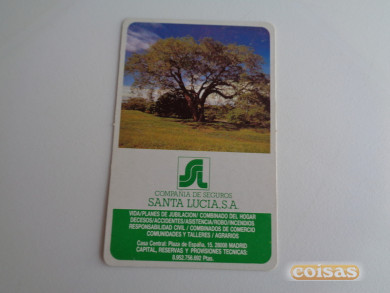 COMPAÑIA DE SEGUROS
SANTA LUCIA, S.A.
VIDA/PLANES DE JUBILACION/ COMBINADO DEL HOGAR
DECESOS/ACCIDENTES/ASISTENCIA/ROBO/INCENDIOS
RESPONSABILIDAD CIVIL / COMBINADOS DE COMERCIO
COMUNIDADES Y TALLERES / AGRARIOS
Casa Central: Plaza de España, 15. 28008 MADRID
CAPITAL, RESERVAS Y PROVISIONES TECNICAS:
Ptas.
coisas